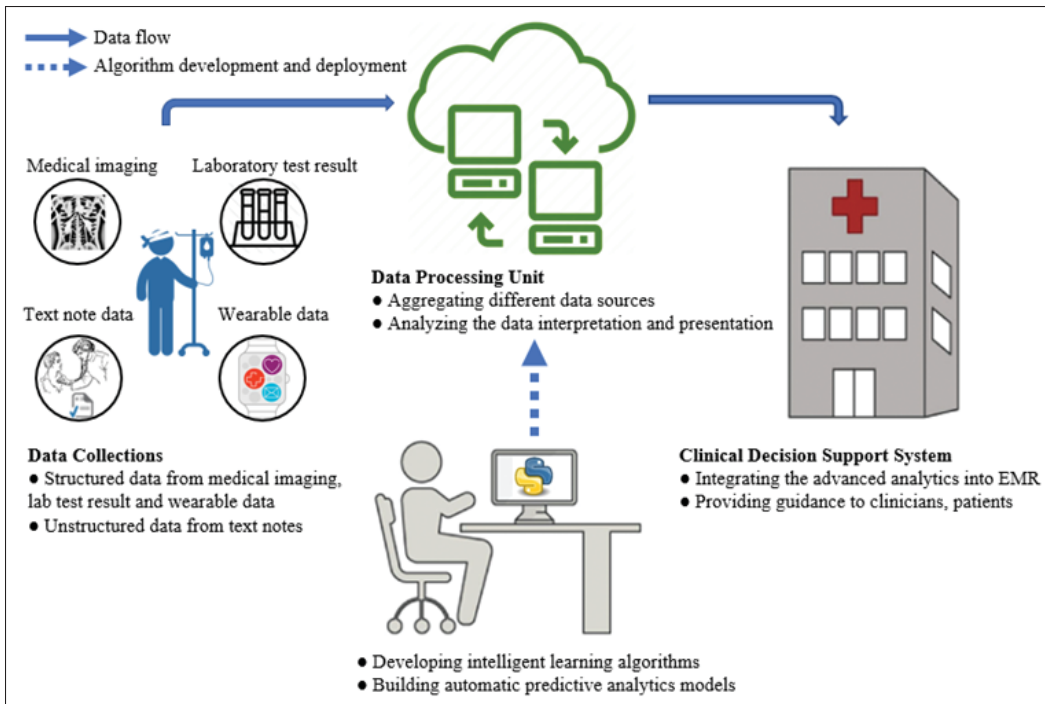 Data flow
Algorithm development and deployment
Medical imaging
Laboratory test result
Text note data
Wearable data
Data Collections
● Structured data from medical imaging,
lab test result and wearable data
● Unstructured data from text notes
Data Processing Unit
● Aggregating different data sources
● Analyzing the data interpretation and presentation
● Developing intelligent learning algorithms
● Building automatic predictive analytics models
Clinical Decision Support System
● Integrating the advanced analytics into EMR
● Providing guidance to clinicians, patients